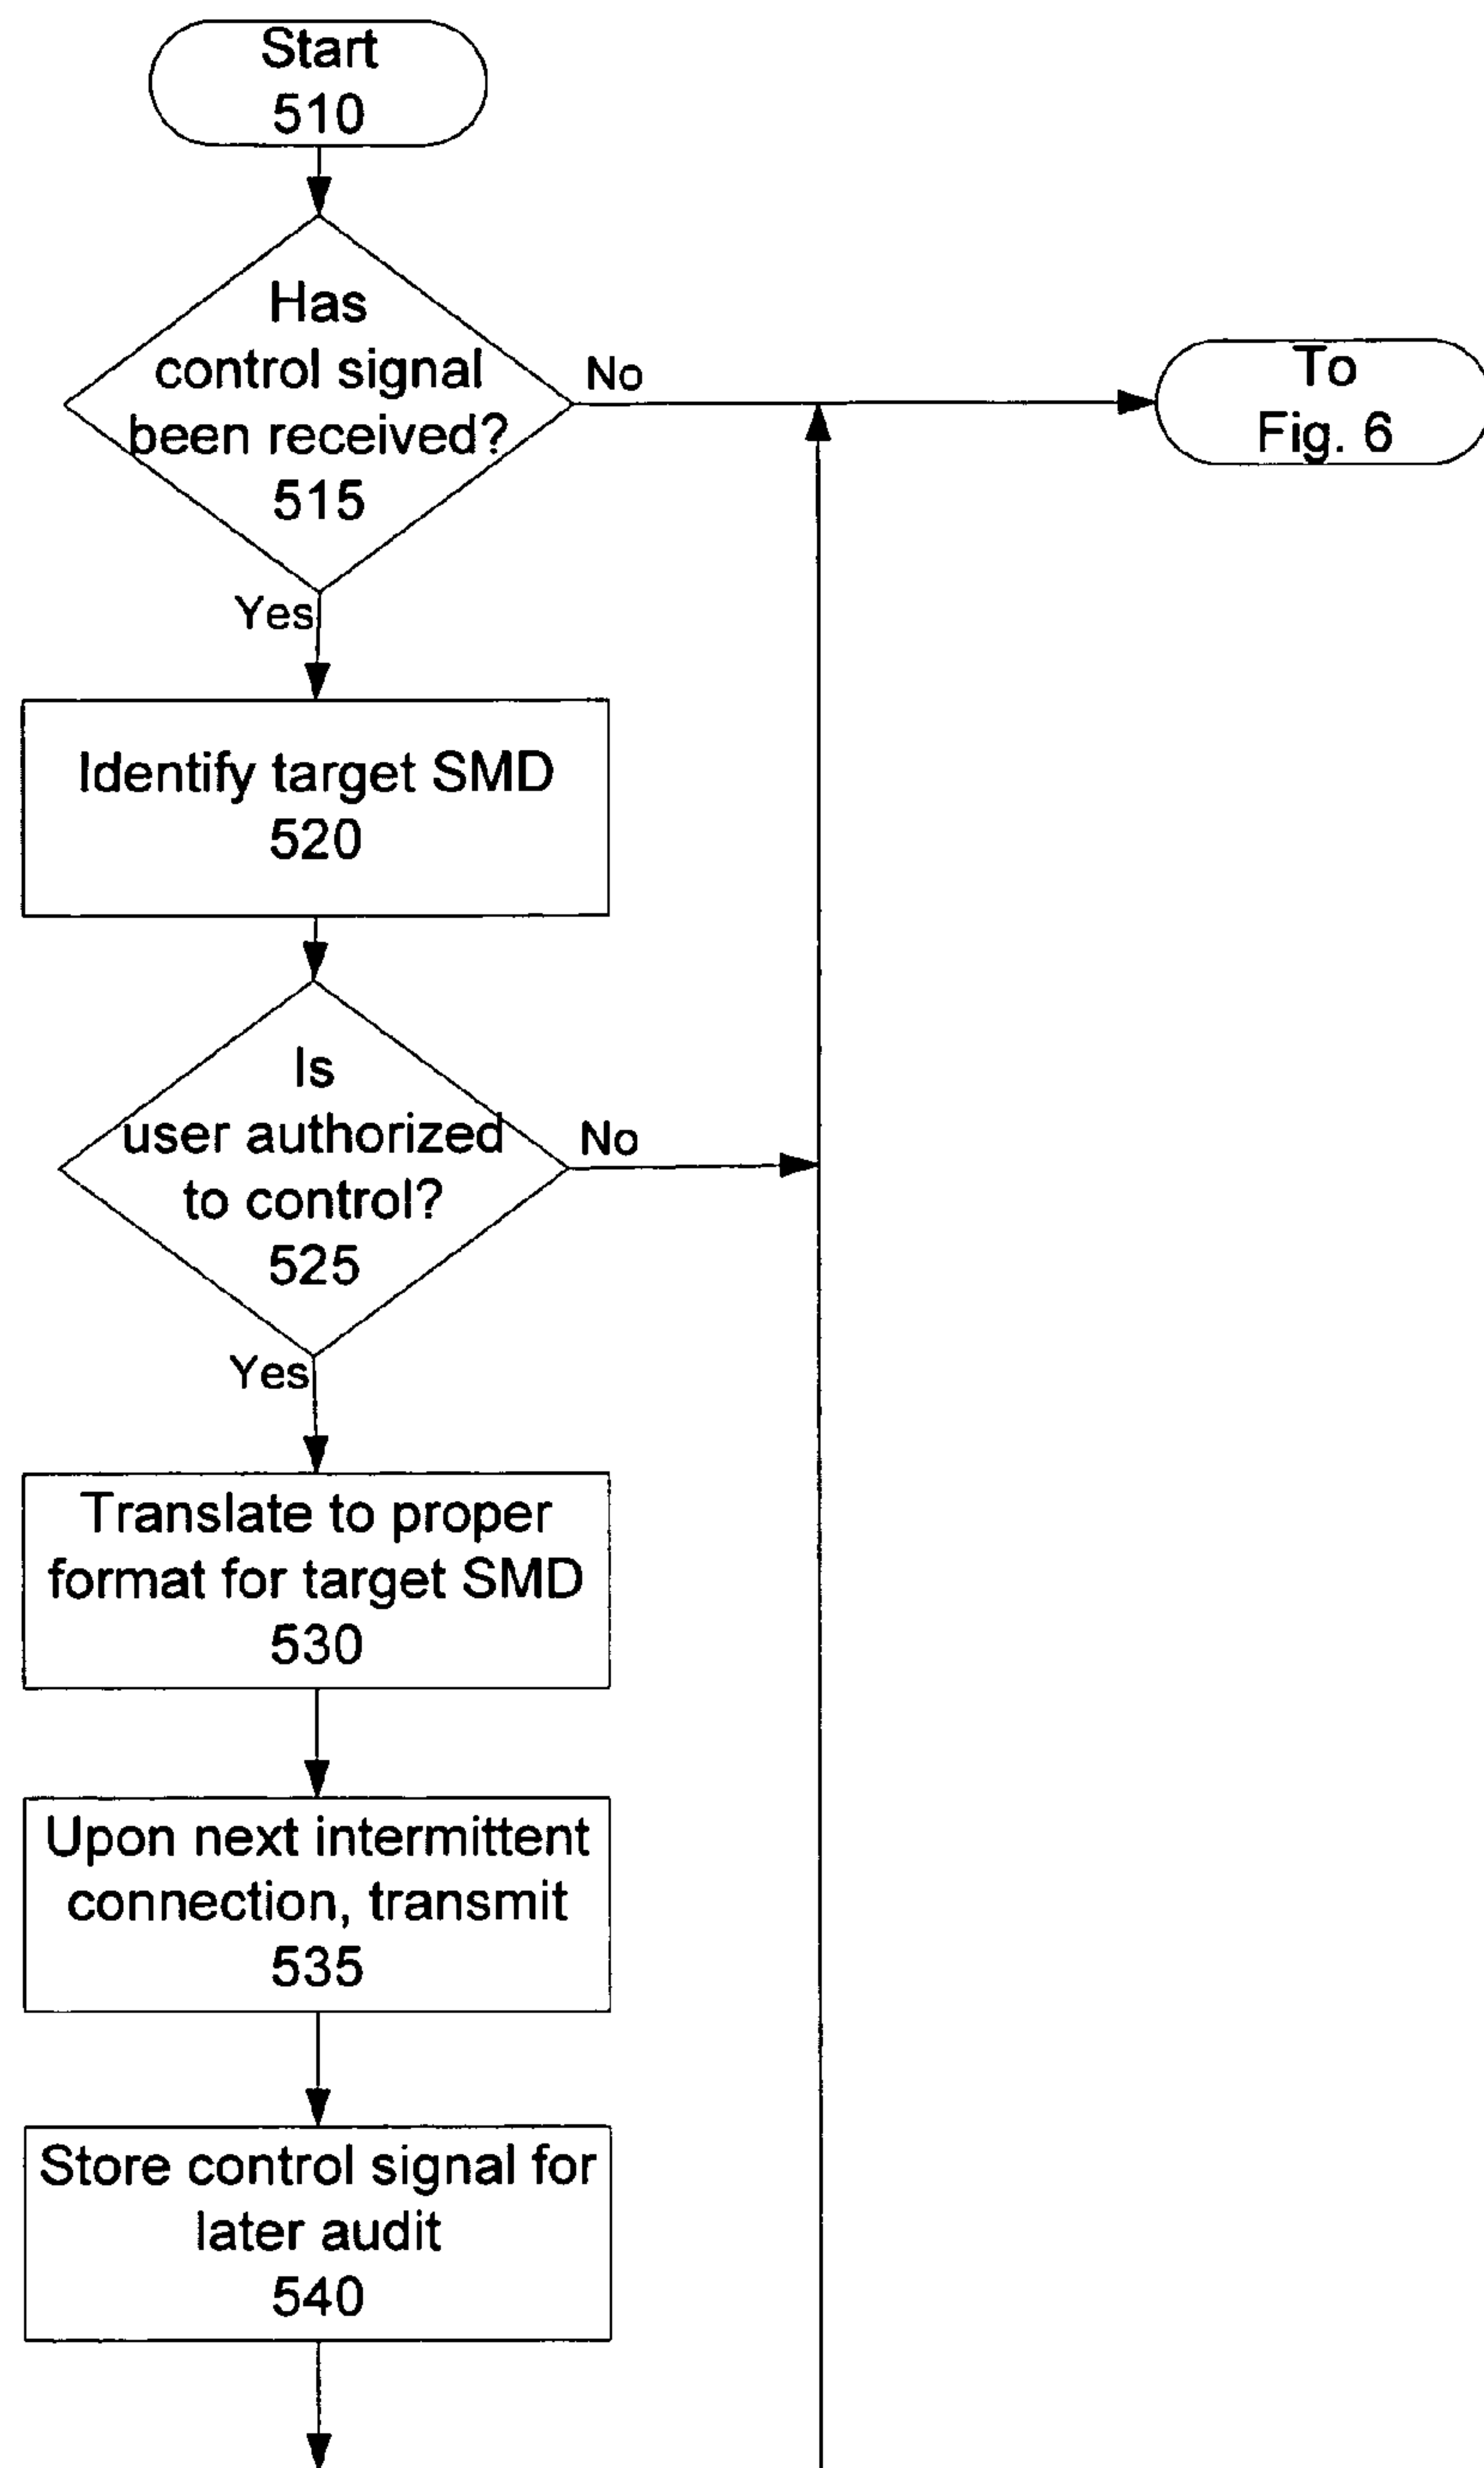 Start
510
Has
control signal
been received?
515
No
To
Fig. 6
Yes
Identify target SMD
520
Is
user authorized
to control?
525
No
Yes
Translate to proper
format for target SMD
530
Upon next intermittent
connection, transmit
535
Store control signal for
later audit
540